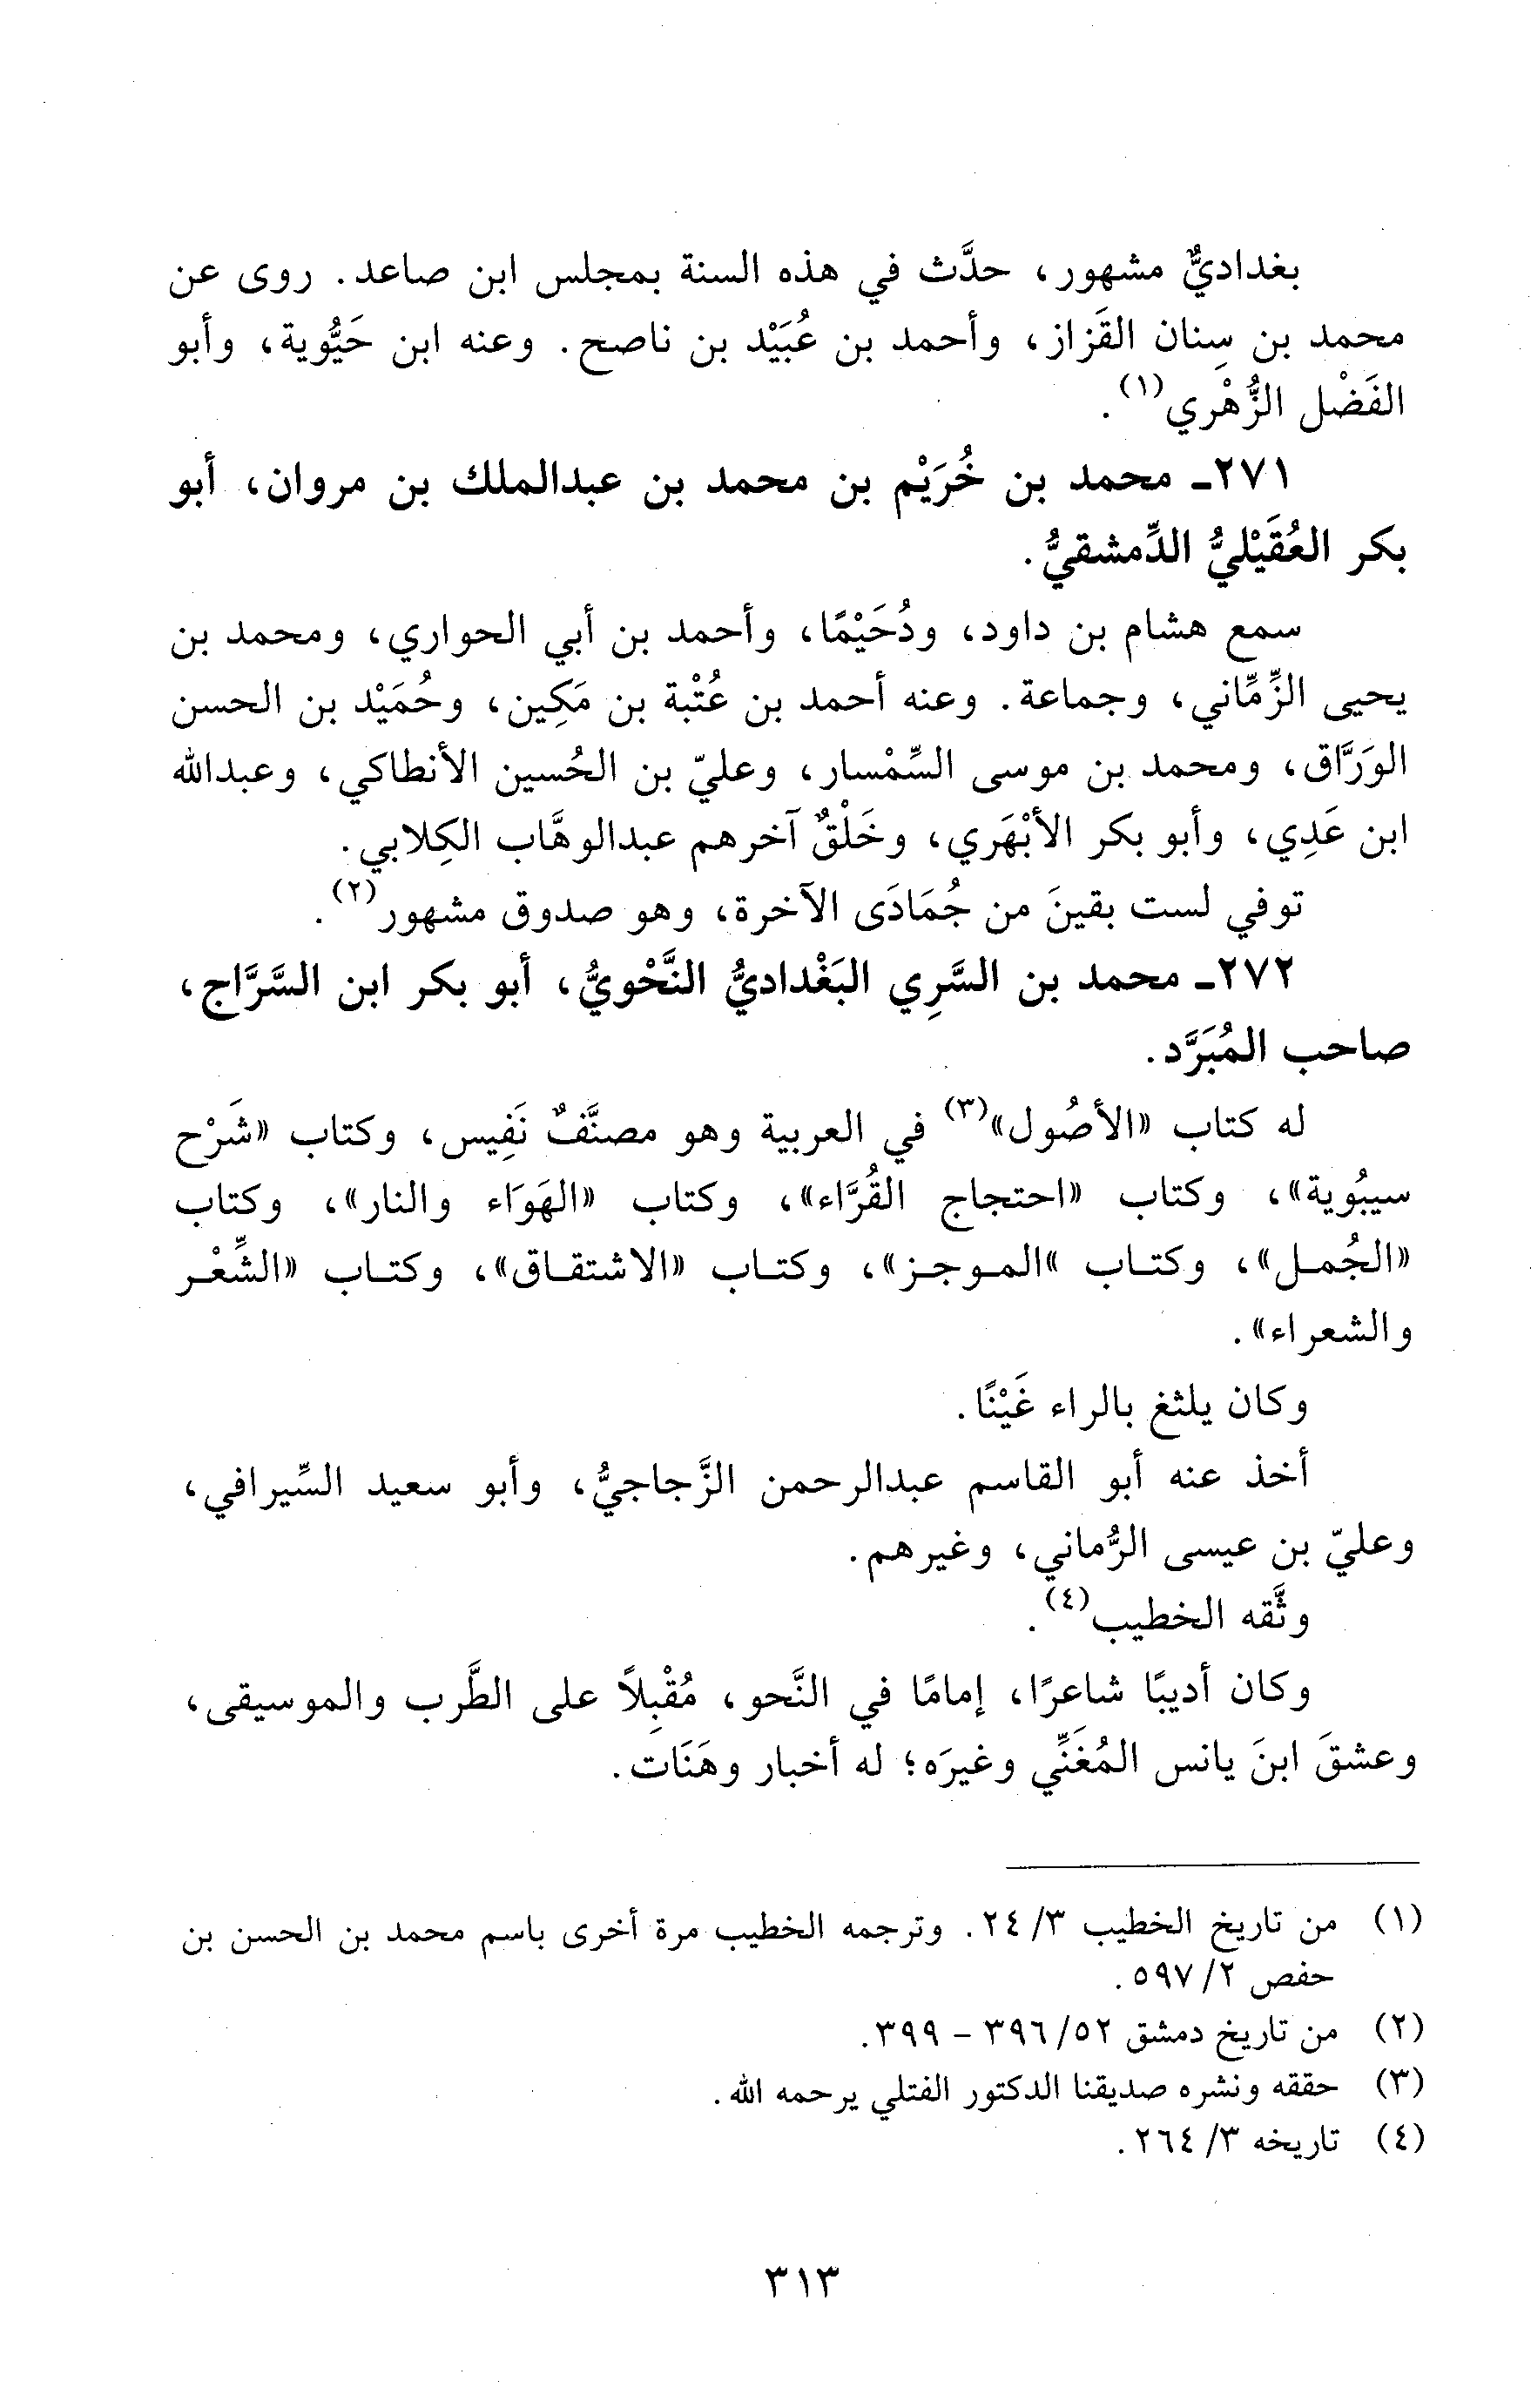 بغداديٌّ مشهور، حدَّث في هذه السنة بمجلس ابن صاعد. روى عن
محمد بن سِنان القَزاز، وأحمد بن عُبَيْد بن ناصح. وعنه ابن حَيُّوية، وأبو
الفَضْل الزُّهْري(١).
٢٧١ـ محمد بن خُرَيْم بن محمد بن عبدالملك بن مروان، أبو
بكر العُقَيْليُّ الدِّمشقيُّ.
سمع هشام بن داود، ودُحَيْمًا، وأحمد بن أبي الحواري، ومحمد بن
يحيى الزِّمِّاني، وجماعة. وعنه أحمد بن عُتْبة بن مَكِين، وحُمَيْد بن الحسن
الوَرَّاق، ومحمد بن موسى السِّمْسار، وعليّ بن الحُسين الأنطاكي، وعبدالله
ابن عَدِي، وأبو بكر الأبْهَري، وخَلْقٌ آخرهم عبدالوهَّاب الكِلابي.
توفي لست بقينَ من جُمَادَى الآخرة، وهو صدوق مشهور(٢).
٢٧٢ـ محمد بن السَّرِي البَغْداديُّ النَّحْويُّ، أبو بكر ابن السَّرَّاج،
صاحب المُبَرَّد.
له كتاب «الأصُول»(٣) في العربية وهو مصنَّفٌ نَفِيس، وكتاب «شَرْح
سيبُوية»، وكتاب «احتجاج القُرَّاء»، وكتاب «الهَوَاء والنار»، وكتاب
«الجُمـل»، وكتـاب »المـوجـز»، وكتـاب «الاشتقـاق»، وكتـاب «الشِّعْـر
والشعراء».
وكان يلثغ بالراء غَيْنًا.
أخذ عنه أبو القاسم عبدالرحمن الزَّجاجيُّ، وأبو سعيد السِّيرافي،
وعليّ بن عيسى الرُّماني، وغيرهم.
وثَّقه الخطيب(٤).
وكان أديبًا شاعرًا، إمامًا في النَّحو، مُقْبِلاً على الطَّرب والموسيقى،
وعشقَ ابنَ يانس المُغَنِّي وغيرَه؛ له أخبار وهَنَات.
(١) من تاريخ الخطيب ٣/ ٢٤. وترجمه الخطيب مرة أخرى باسم محمد بن الحسن بن
حفص ٢/ ٥٩٧.
(٢) من تاريخ دمشق ٥٢/ ٣٩٦ – ٣٩٩.
(٣) حققه ونشره صديقنا الدكتور الفتلي يرحمه الله.
(٤) تاريخه ٣/ ٢٦٤.
٣١٣